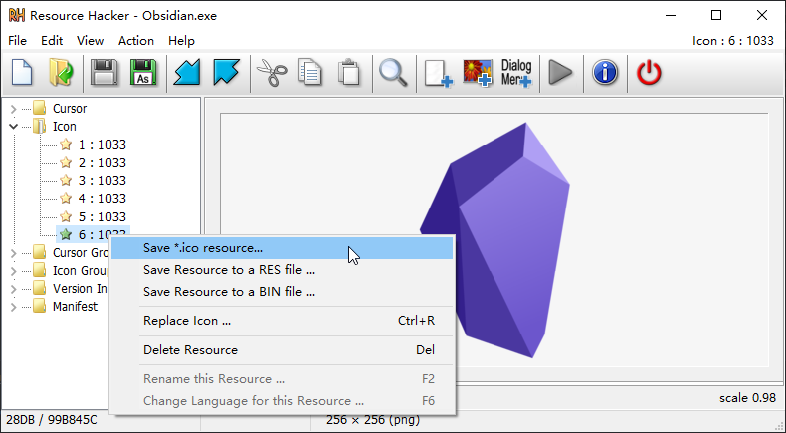 RH Resource Hacker - Obsidian.exe
File Edit View Action Help Icon : 6 : 1033
As Dialog
Menu
Cursor
Icon
1 : 1033
2 : 1033
3 : 1033
4 : 1033
5 : 1033
6 : 1033
Cursor Gro
Icon Group
Version In
Manifest
Save *.ico resource...
Save Resource to a RES file ...
Save Resource to a BIN file ...
Replace Icon ... Ctrl+R
Delete Resource Del
Rename this Resource ... F2
Change Language for this Resource ... F6
scale 0.98
28DB / 99B845C 256 × 256 (png)